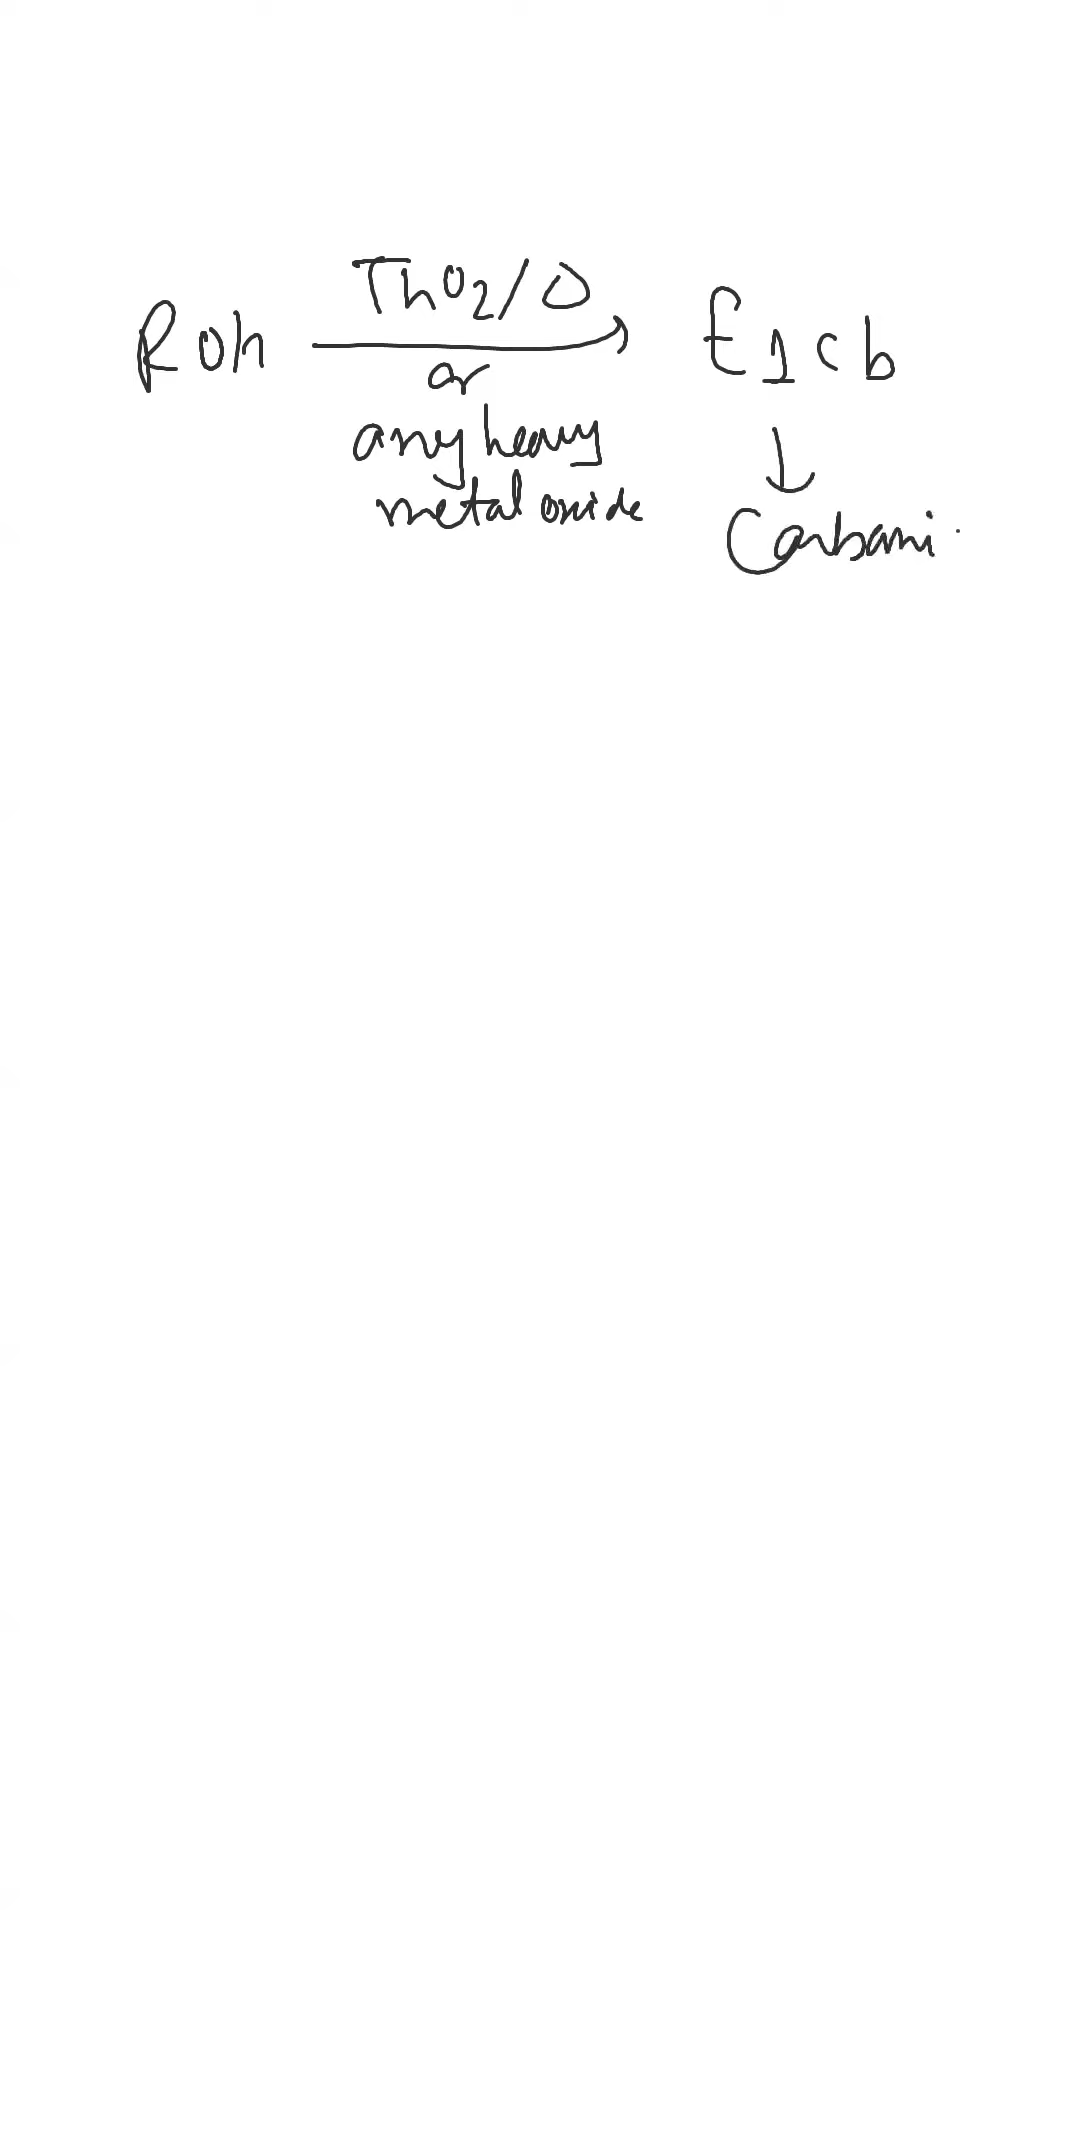 Roh ThO2/Δ E1cb
or
any heavy
metal oxide
Carbani